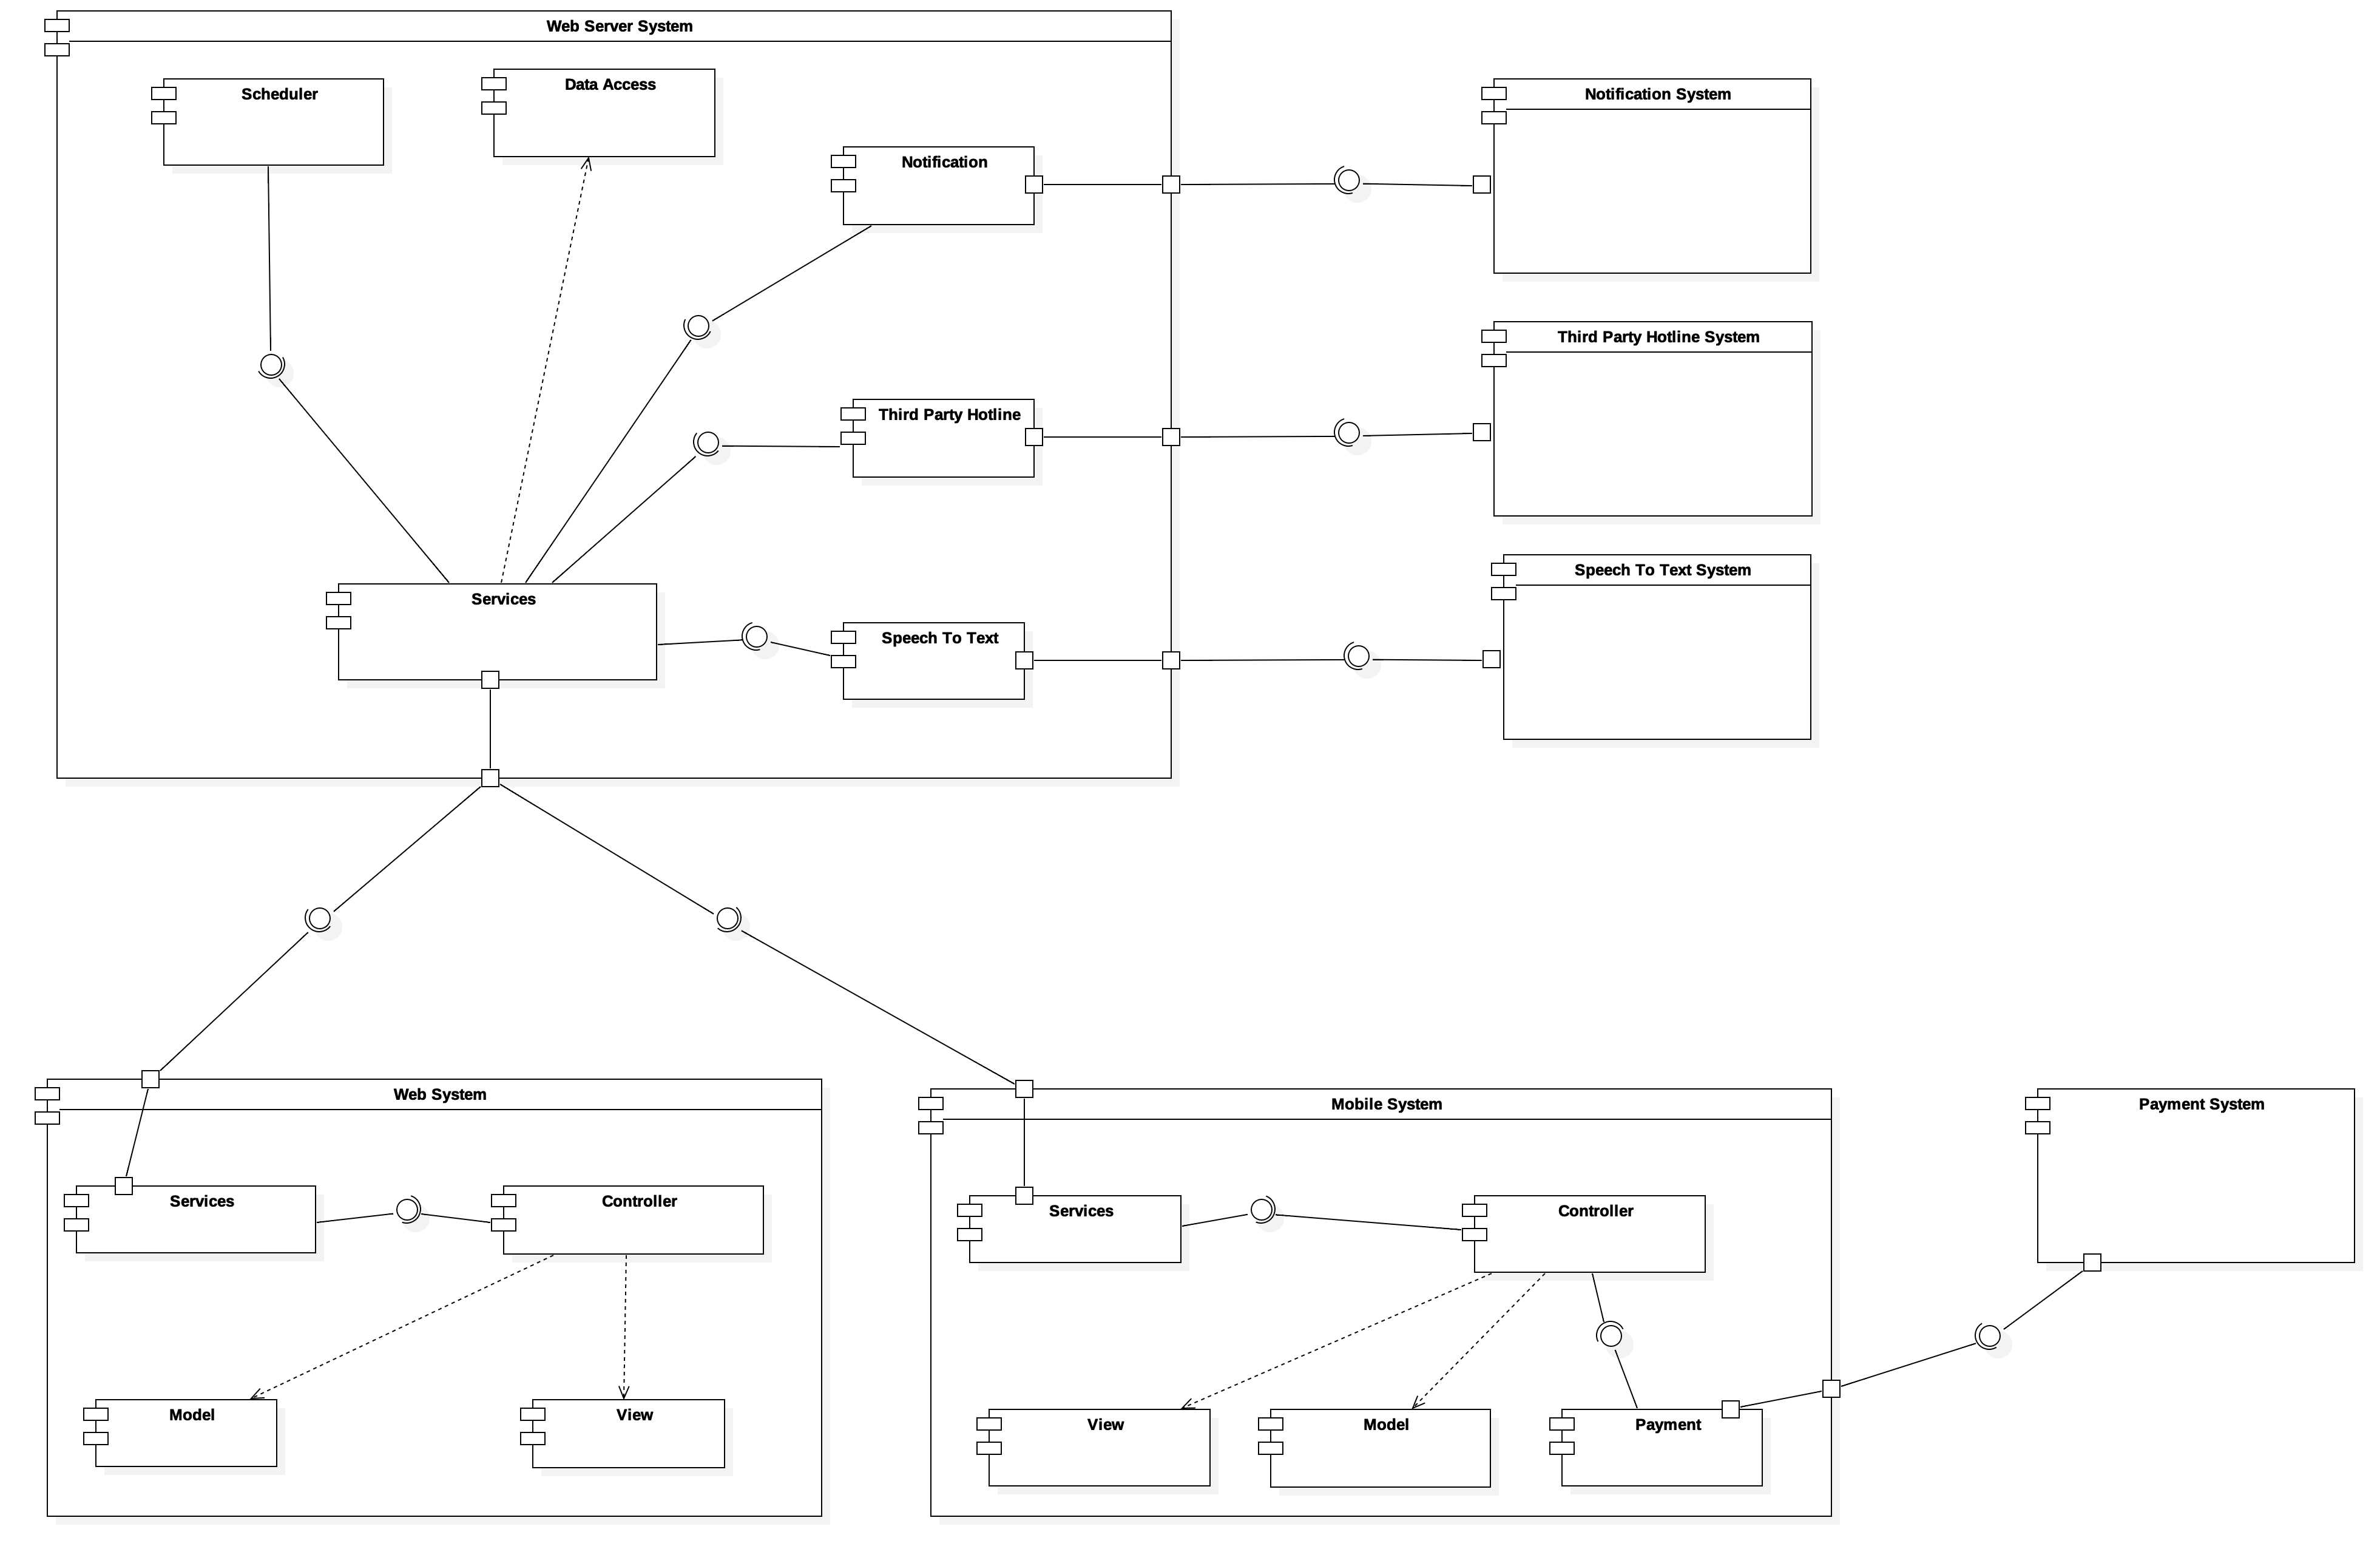 Web Server System
Scheduler
Data Access
Notification
Third Party Hotline
Services
Speech To Text
Notification System
Third Party Hotline System
Speech To Text System
Web System
Services
Controller
Model
View
Mobile System
Services
Controller
View
Model
Payment
Payment System